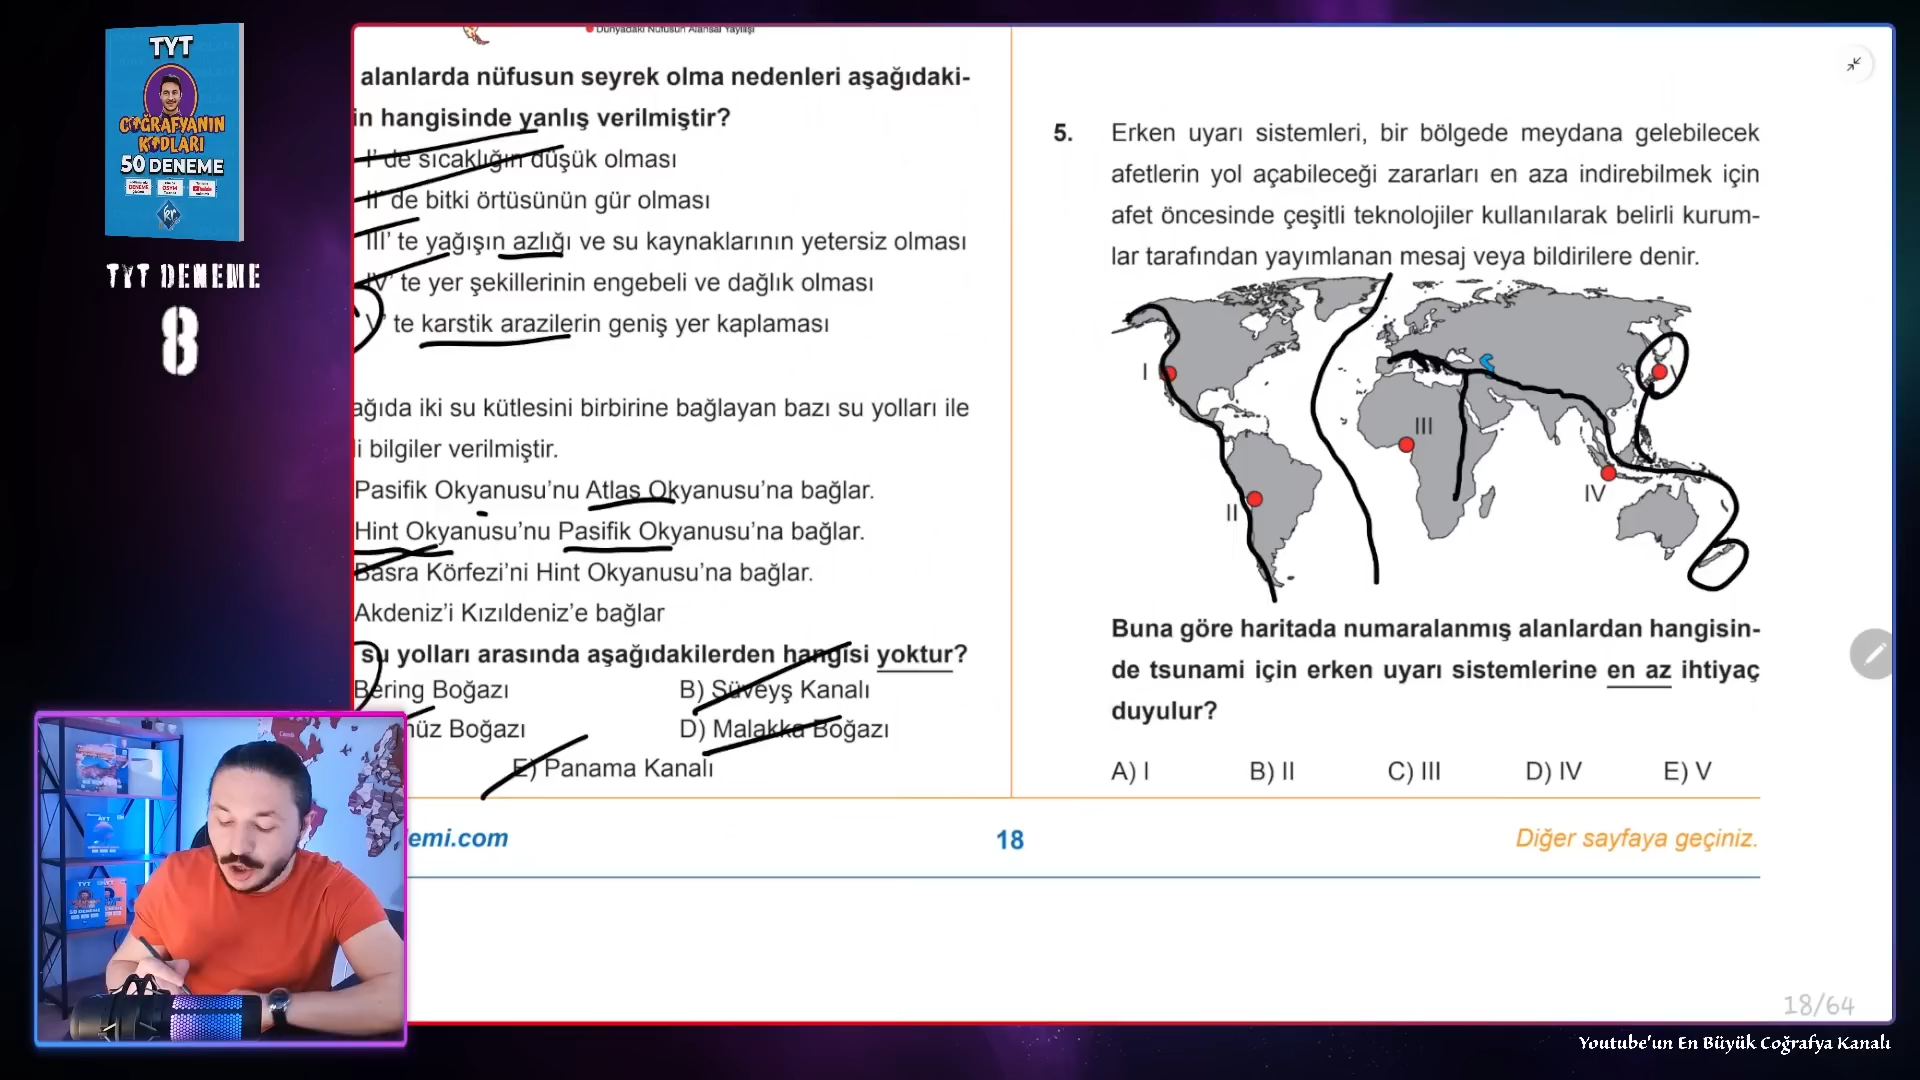 TYT
COĞRAFYANIN
KODLARI
50 DENEME
TYT DENEME
8
Dünyadaki Nüfusun Alansal Yayılışı
alanlarda nüfusun seyrek olma nedenleri aşağıdaki-
in hangisinde yanlış verilmiştir?
I' de sıcaklığın düşük olması
II' de bitki örtüsünün gür olması
III' te yağışın azlığı ve su kaynaklarının yetersiz olması
IV' te yer şekillerinin engebeli ve dağlık olması
V' te karstik arazilerin geniş yer kaplaması
ağıda iki su kütlesini birbirine bağlayan bazı su yolları ile
li bilgiler verilmiştir.
Pasifik Okyanusu'nu Atlas Okyanusu'na bağlar.
Hint Okyanusu'nu Pasifik Okyanusu'na bağlar.
Basra Körfezi'ni Hint Okyanusu'na bağlar.
Akdeniz'i Kızıldeniz'e bağlar
su yolları arasında aşağıdakilerden hangisi yoktur?
Bering Boğazı B) Süveyş Kanalı
müz Boğazı D) Malakka Boğazı
E) Panama Kanalı
5. Erken uyarı sistemleri, bir bölgede meydana gelebilecek
afetlerin yol açabileceği zararları en aza indirebilmek için
afet öncesinde çeşitli teknolojiler kullanılarak belirli kurum-
lar tarafından yayımlanan mesaj veya bildirilere denir.
I
II
III
IV
V
Buna göre haritada numaralanmış alanlardan hangisin-
de tsunami için erken uyarı sistemlerine en az ihtiyaç
duyulur?
A) I B) II C) III D) IV E) V
emi.com
18
Diğer sayfaya geçiniz.
18/64
Youtube'un En Büyük Coğrafya Kanalı